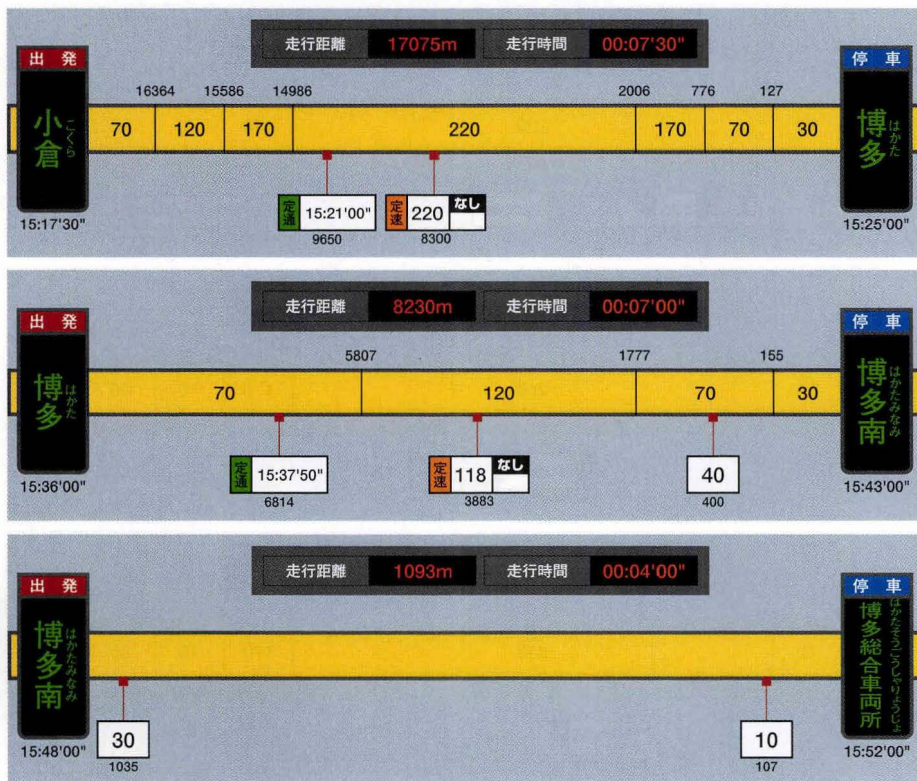 走行距離 17075m 走行時間 00:07'30"
出発
小倉
こくら
15:17'30"
停車
博多
はかた
15:25'00"
16364 15586 14986 2006 776 127
70 120 170 220 170 70 30
定通 15:21'00"
9650
定速 220 なし
8300
走行距離 8230m 走行時間 00:07'00"
出発
博多
はかた
15:36'00"
停車
博多南
はかたみなみ
15:43'00"
5807 1777 155
70 120 70 30
定通 15:37'50"
6814
定速 118 なし
3883
40
400
走行距離 1093m 走行時間 00:04'00"
出発
博多南
はかたみなみ
15:48'00"
停車
博多総合車両所
はかたそうごうしゃりょうじょ
15:52'00"
30
1035
10
107